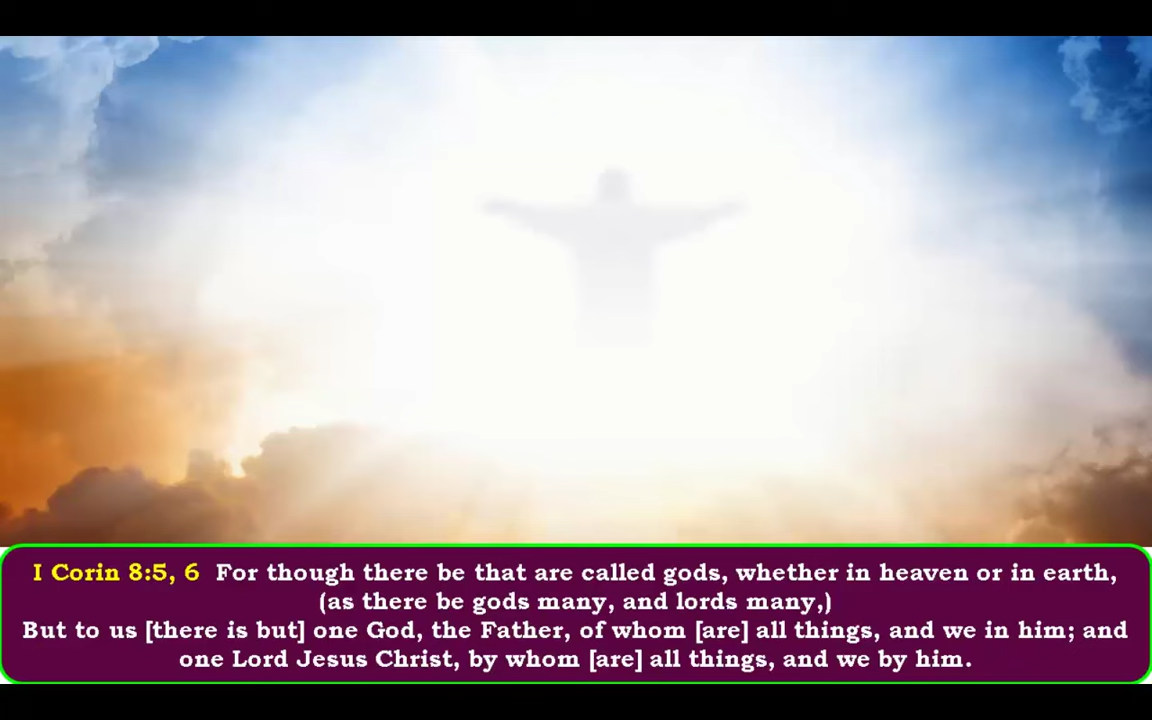 I Corin 8:5, 6 For though there be that are called gods, whether in heaven or in earth,
(as there be gods many, and lords many,)
But to us [there is but] one God, the Father, of whom [are] all things, and we in him; and
one Lord Jesus Christ, by whom [are] all things, and we by him.